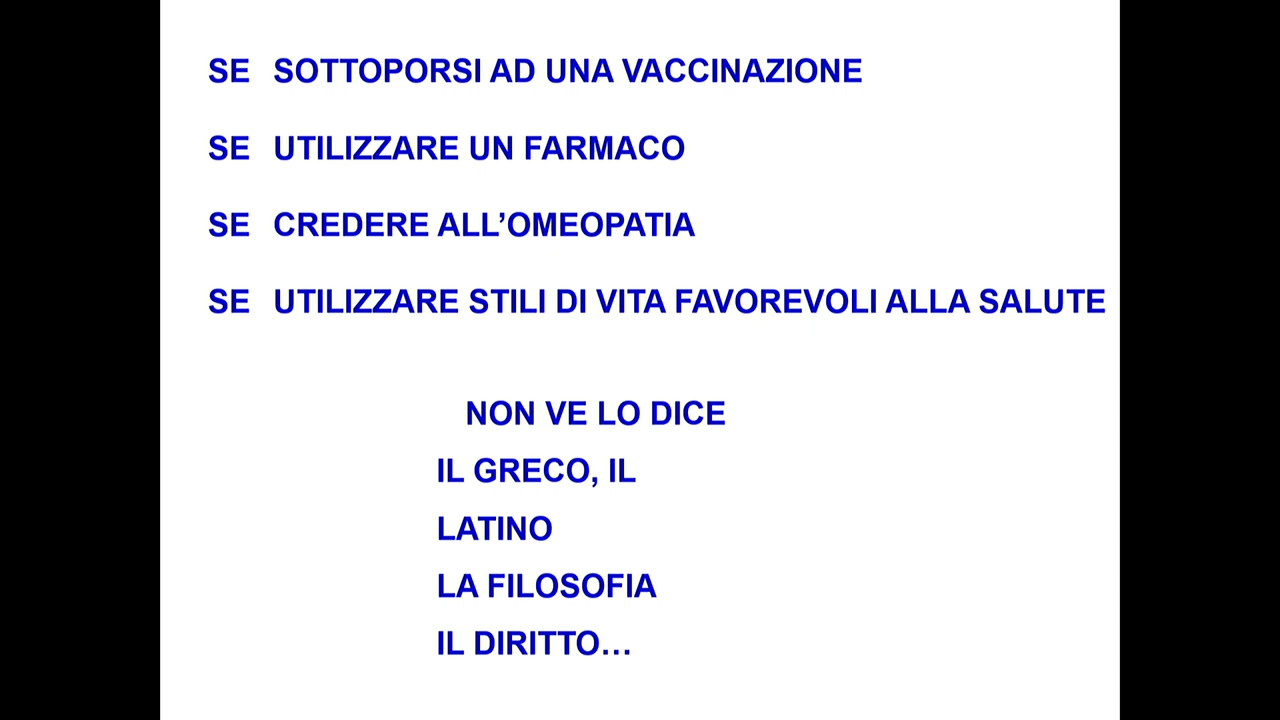 SE SOTTOPORSI AD UNA VACCINAZIONE
SE UTILIZZARE UN FARMACO
SE CREDERE ALL’OMEOPATIA
SE UTILIZZARE STILI DI VITA FAVOREVOLI ALLA SALUTE
NON VE LO DICE
IL GRECO, IL
LATINO
LA FILOSOFIA
IL DIRITTO…